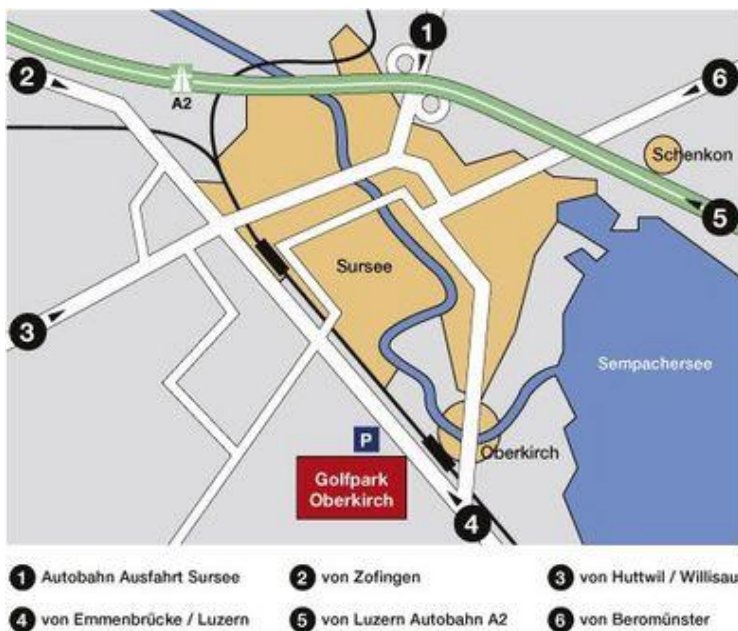 1
2
6
A2
Schenkon
5
Sursee
3
Sempachersee
P
Oberkirch
Golfpark
Oberkirch
4
1 Autobahn Ausfahrt Sursee
2 von Zofingen
3 von Huttwil / Willisau
4 von Emmenbrücke / Luzern
5 von Luzern Autobahn A2
6 von Beromünster